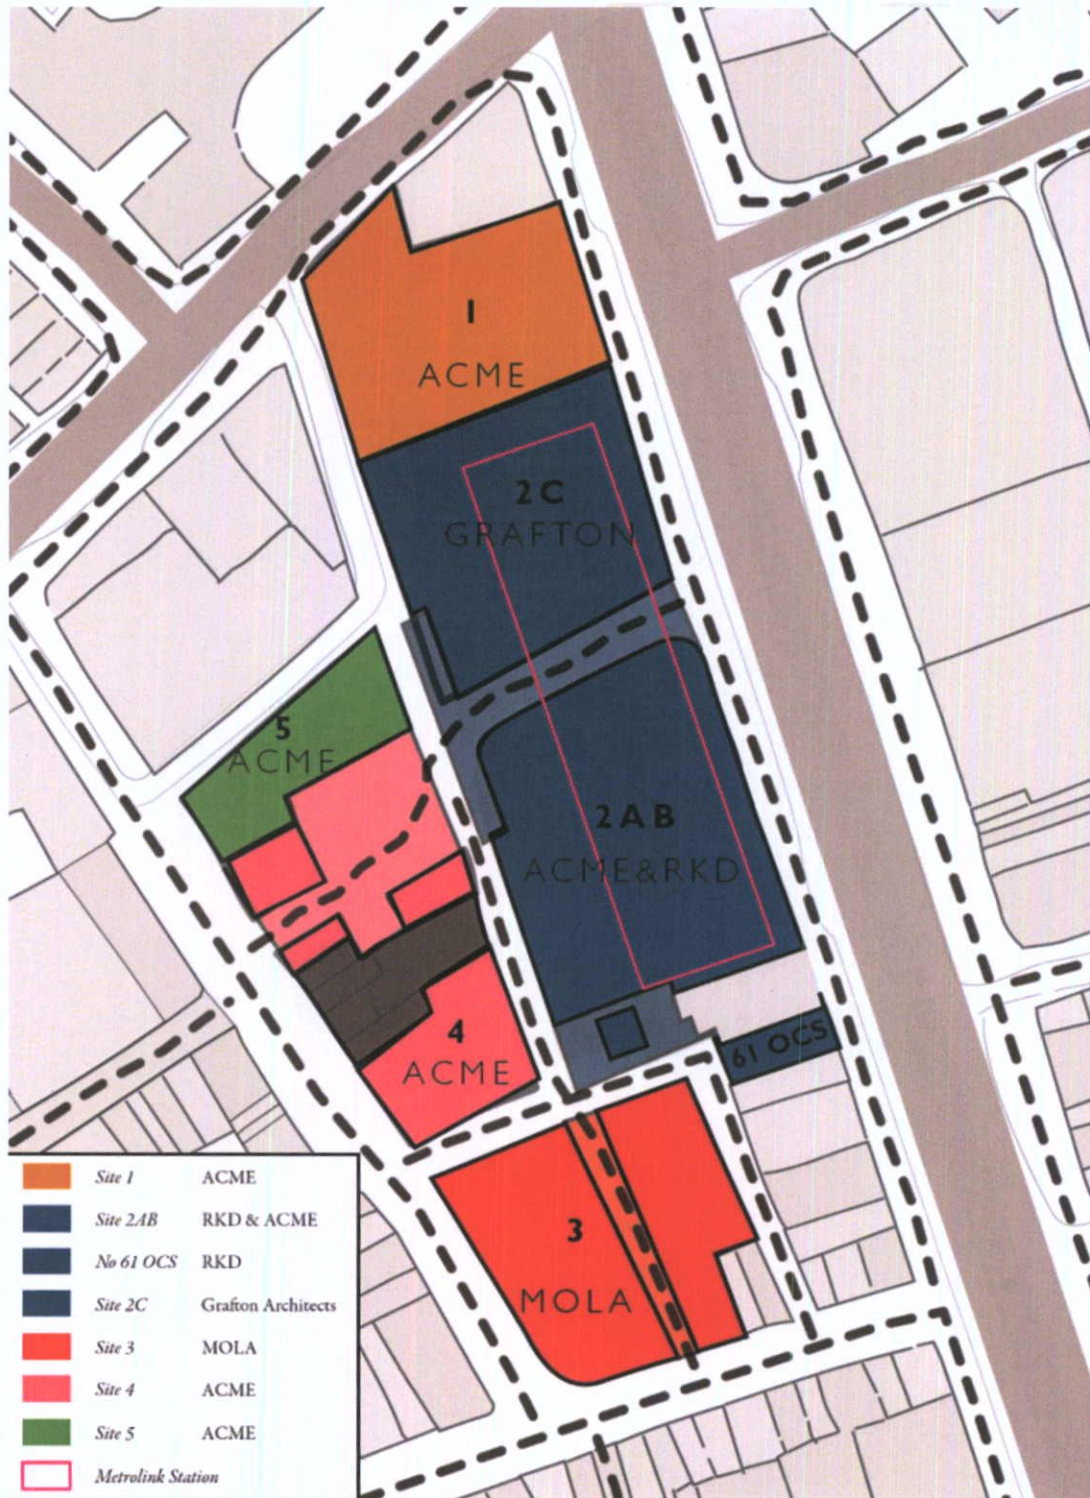 1
ACME
2C
GRAFTON
5
ACME
2AB
ACME&RKD
4
ACME
61 OCS
3
MOLA
Site 1 ACME
Site 2AB RKD & ACME
No 61 OCS RKD
Site 2C Grafton Architects
Site 3 MOLA
Site 4 ACME
Site 5 ACME
Metrolink Station